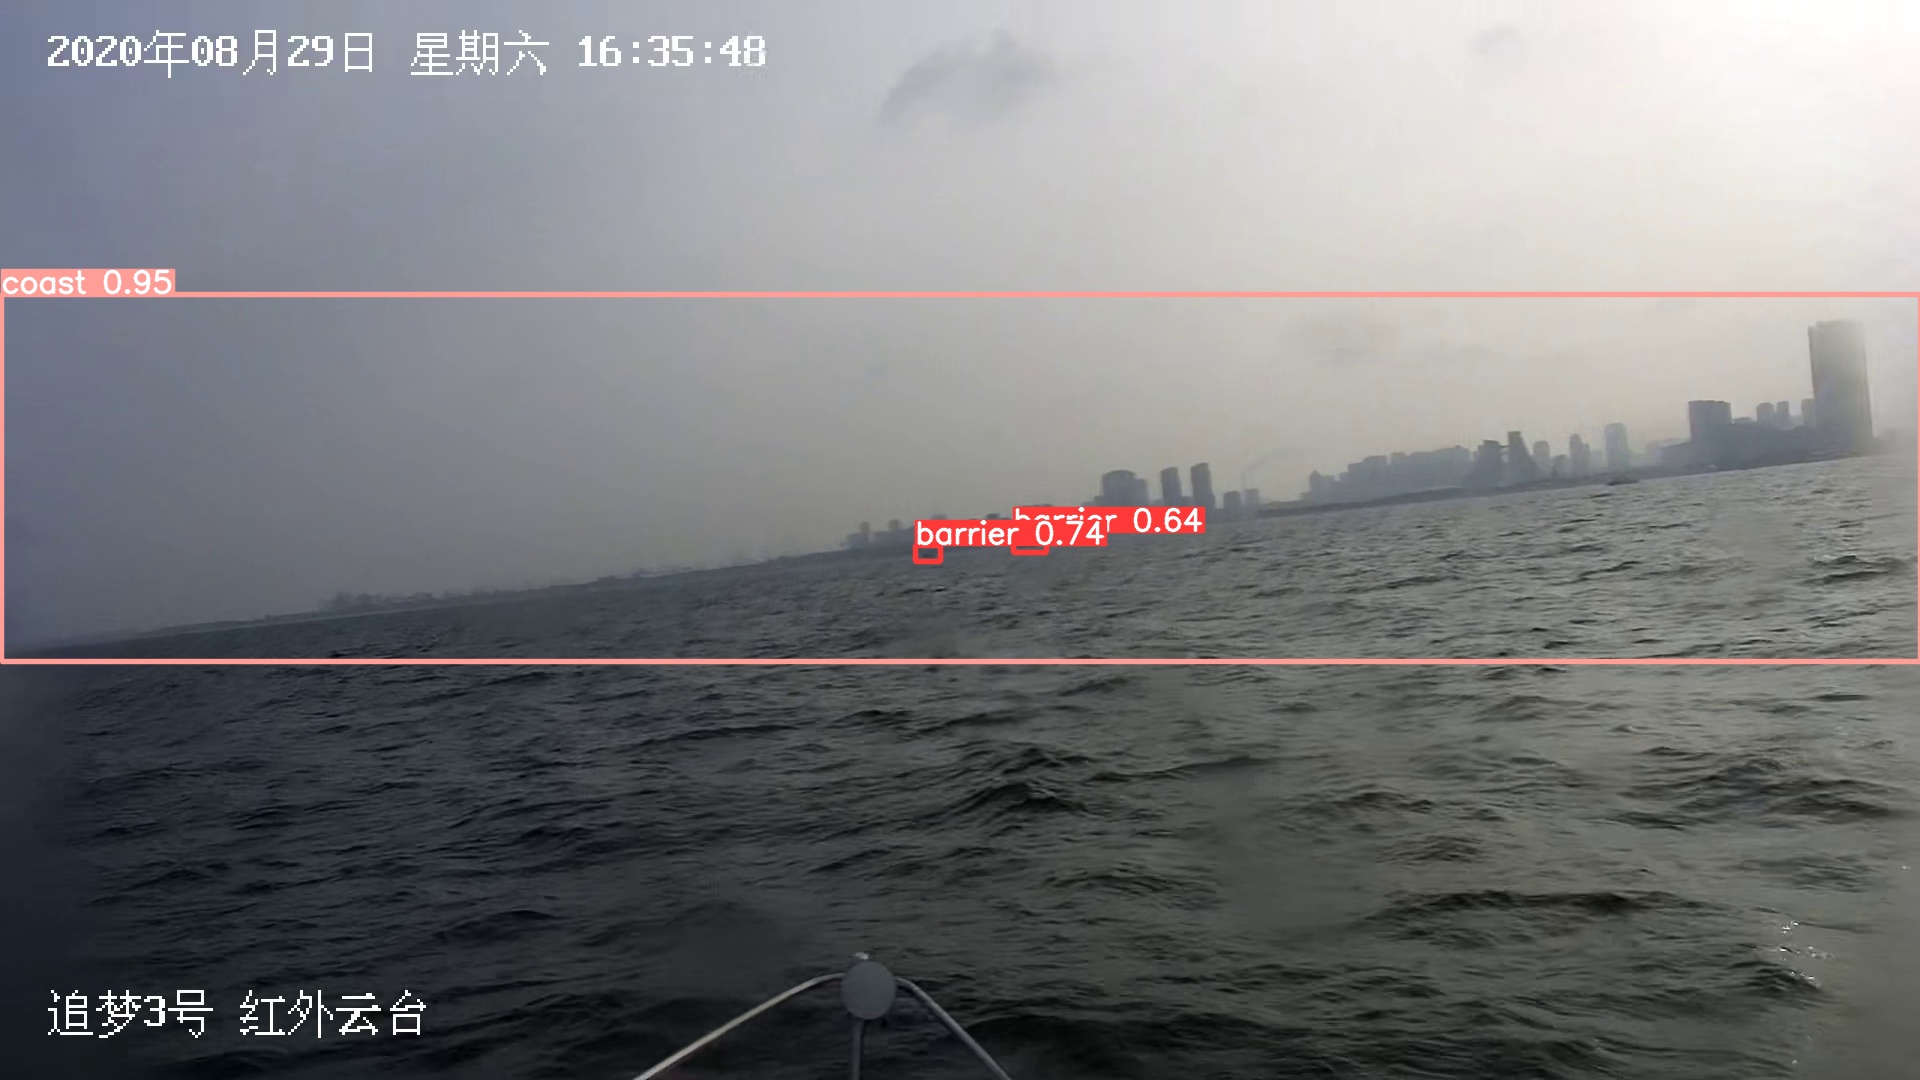 2020年08月29日 星期六 16:35:48
coast 0.95
barrier 0.64
barrier 0.74
追梦3号 红外云台